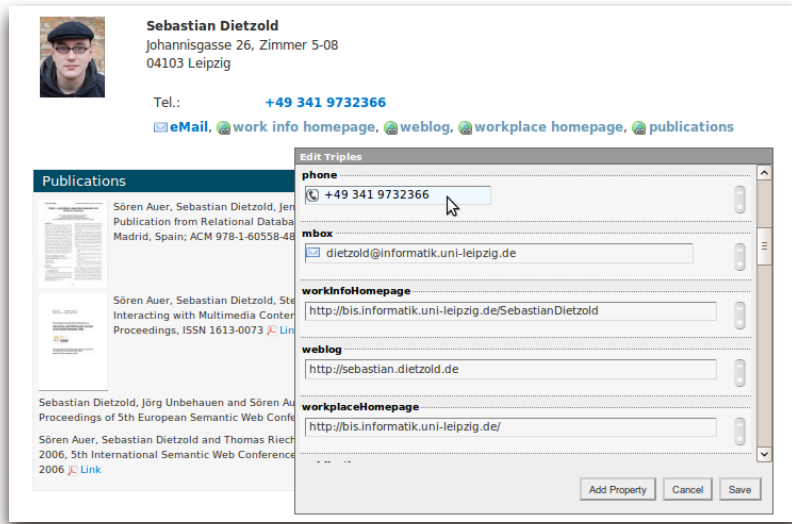 Sebastian Dietzold
Johannisgasse 26, Zimmer 5-08
04103 Leipzig
Tel.: +49 341 9732366
eMail, work info homepage, weblog, workplace homepage, publications
Publications
Sören Auer, Sebastian Dietzold, Jen
Publication from Relational Databa
Madrid, Spain; ACM 978-1-60558-48
Sören Auer, Sebastian Dietzold, Ste
Interacting with Multimedia Conten
Proceedings, ISSN 1613-0073 Lin
Sebastian Dietzold, Jörg Unbehauen and Sören Au
Proceedings of 5th European Semantic Web Confe
Sören Auer, Sebastian Dietzold and Thomas Riech
2006, 5th International Semantic Web Conference
2006 Link
Edit Triples
phone
+49 341 9732366
mbox
dietzold@informatik.uni-leipzig.de
workInfoHomepage
http://bis.informatik.uni-leipzig.de/SebastianDietzold
weblog
http://sebastian.dietzold.de
workplaceHomepage
http://bis.informatik.uni-leipzig.de/
Add Property Cancel Save